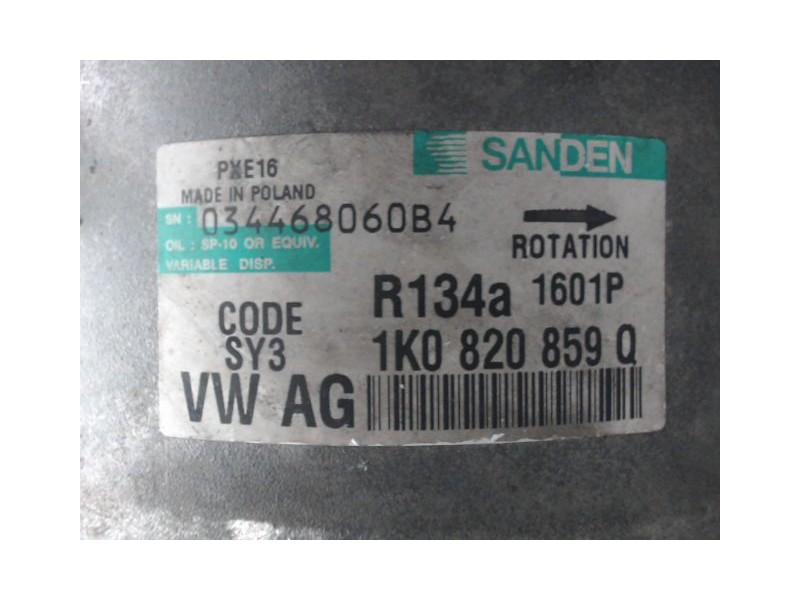 SANDEN
PXE16
MADE IN POLAND
SN : 034468060B4
OIL : SP-10 OR EQUIV.
VARIABLE DISP.
ROTATION
R134a 1601P
CODE
SY3
1K0 820 859 Q
VW AG